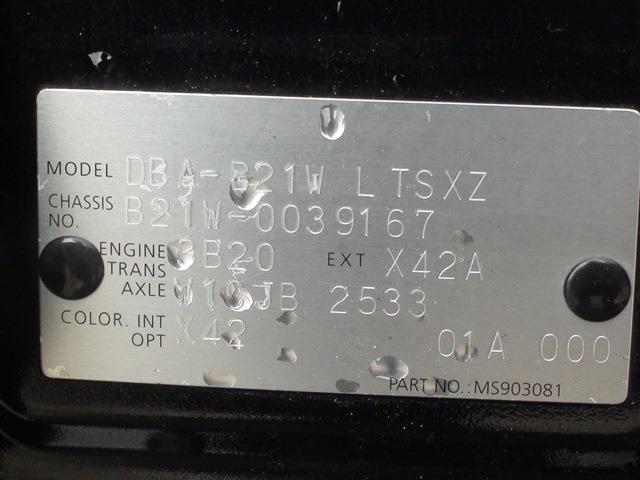 MODEL DBA-B21W LTSXZ
CHASSIS NO. B21W-0039167
ENGINE 3B20 EXT X42A
TRANS AXLE 2533
COLOR. INT X42
OPT 01A 000
PART NO.: MS903081